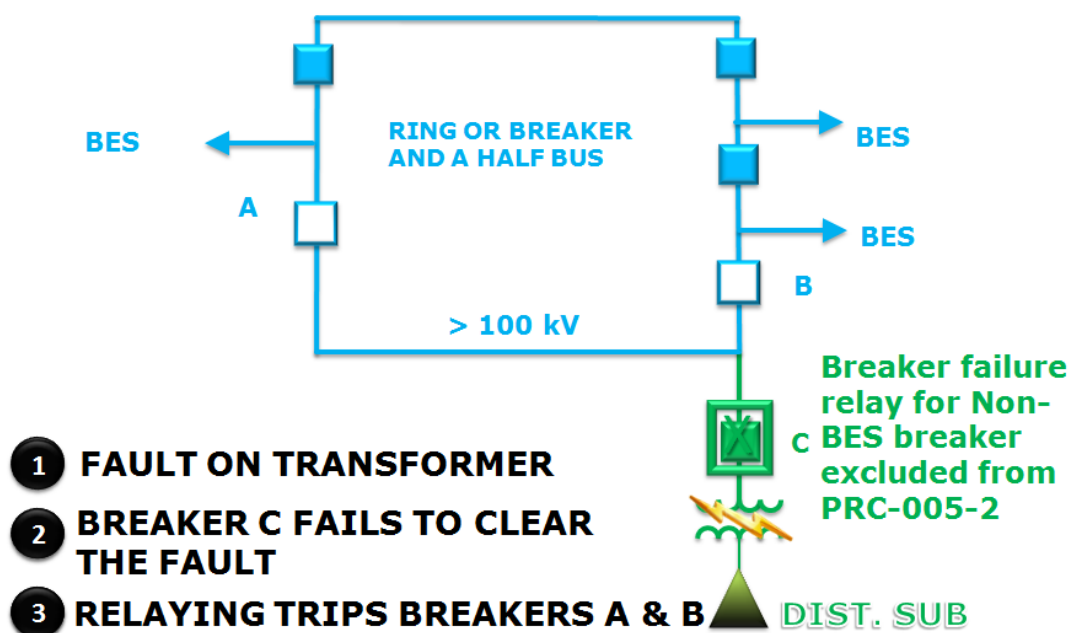 BES
RING OR BREAKER
AND A HALF BUS
BES
A
BES
B
> 100 kV
Breaker failure
relay for Non-
BES breaker
excluded from
PRC-005-2
C
X
1 FAULT ON TRANSFORMER
2 BREAKER C FAILS TO CLEAR
THE FAULT
3 RELAYING TRIPS BREAKERS A & B
DIST. SUB